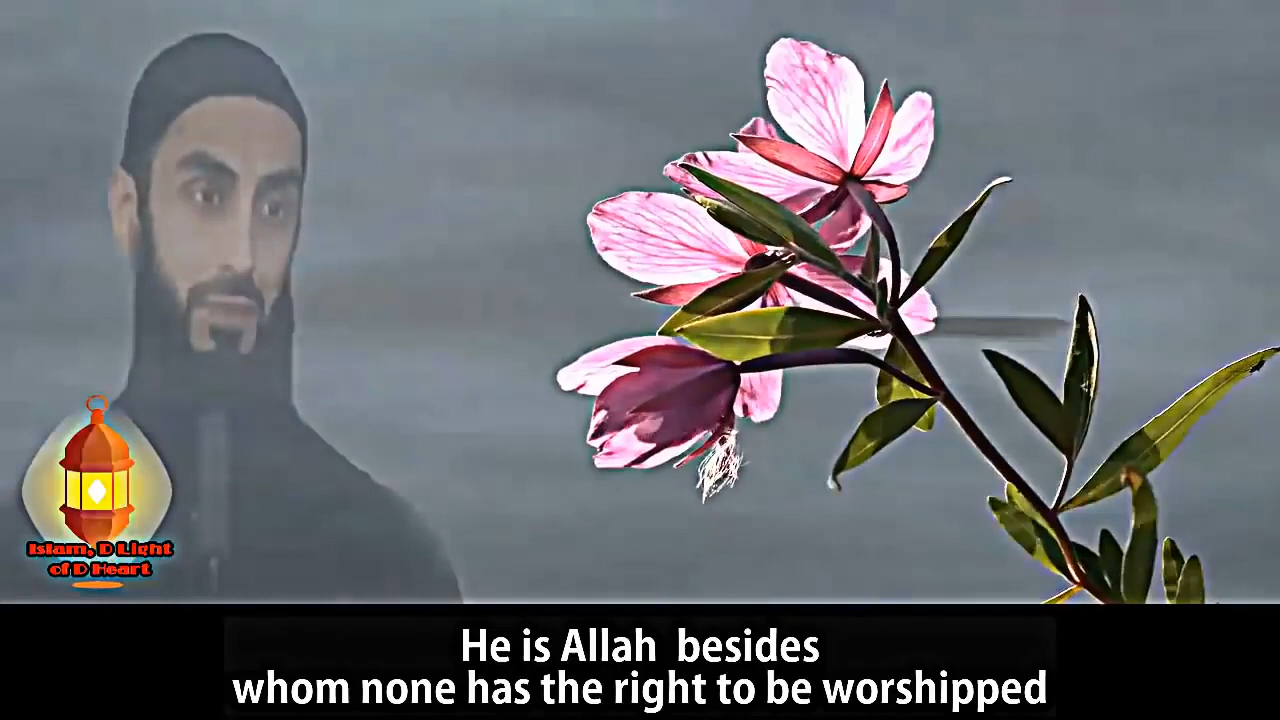 Islam, D Light
of D Heart
He is Allah  besides
whom none has the right to be worshipped